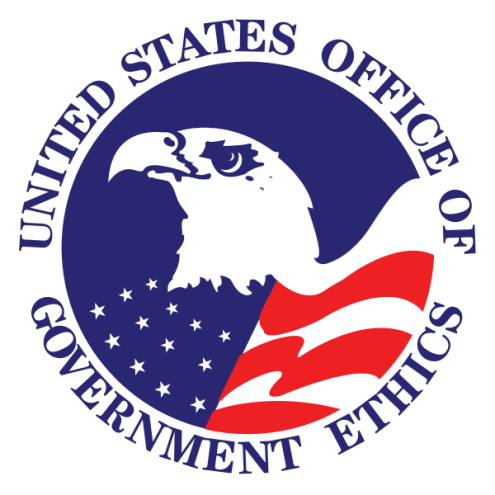 UNITED STATES OFFICE OF
GOVERNMENT ETHICS